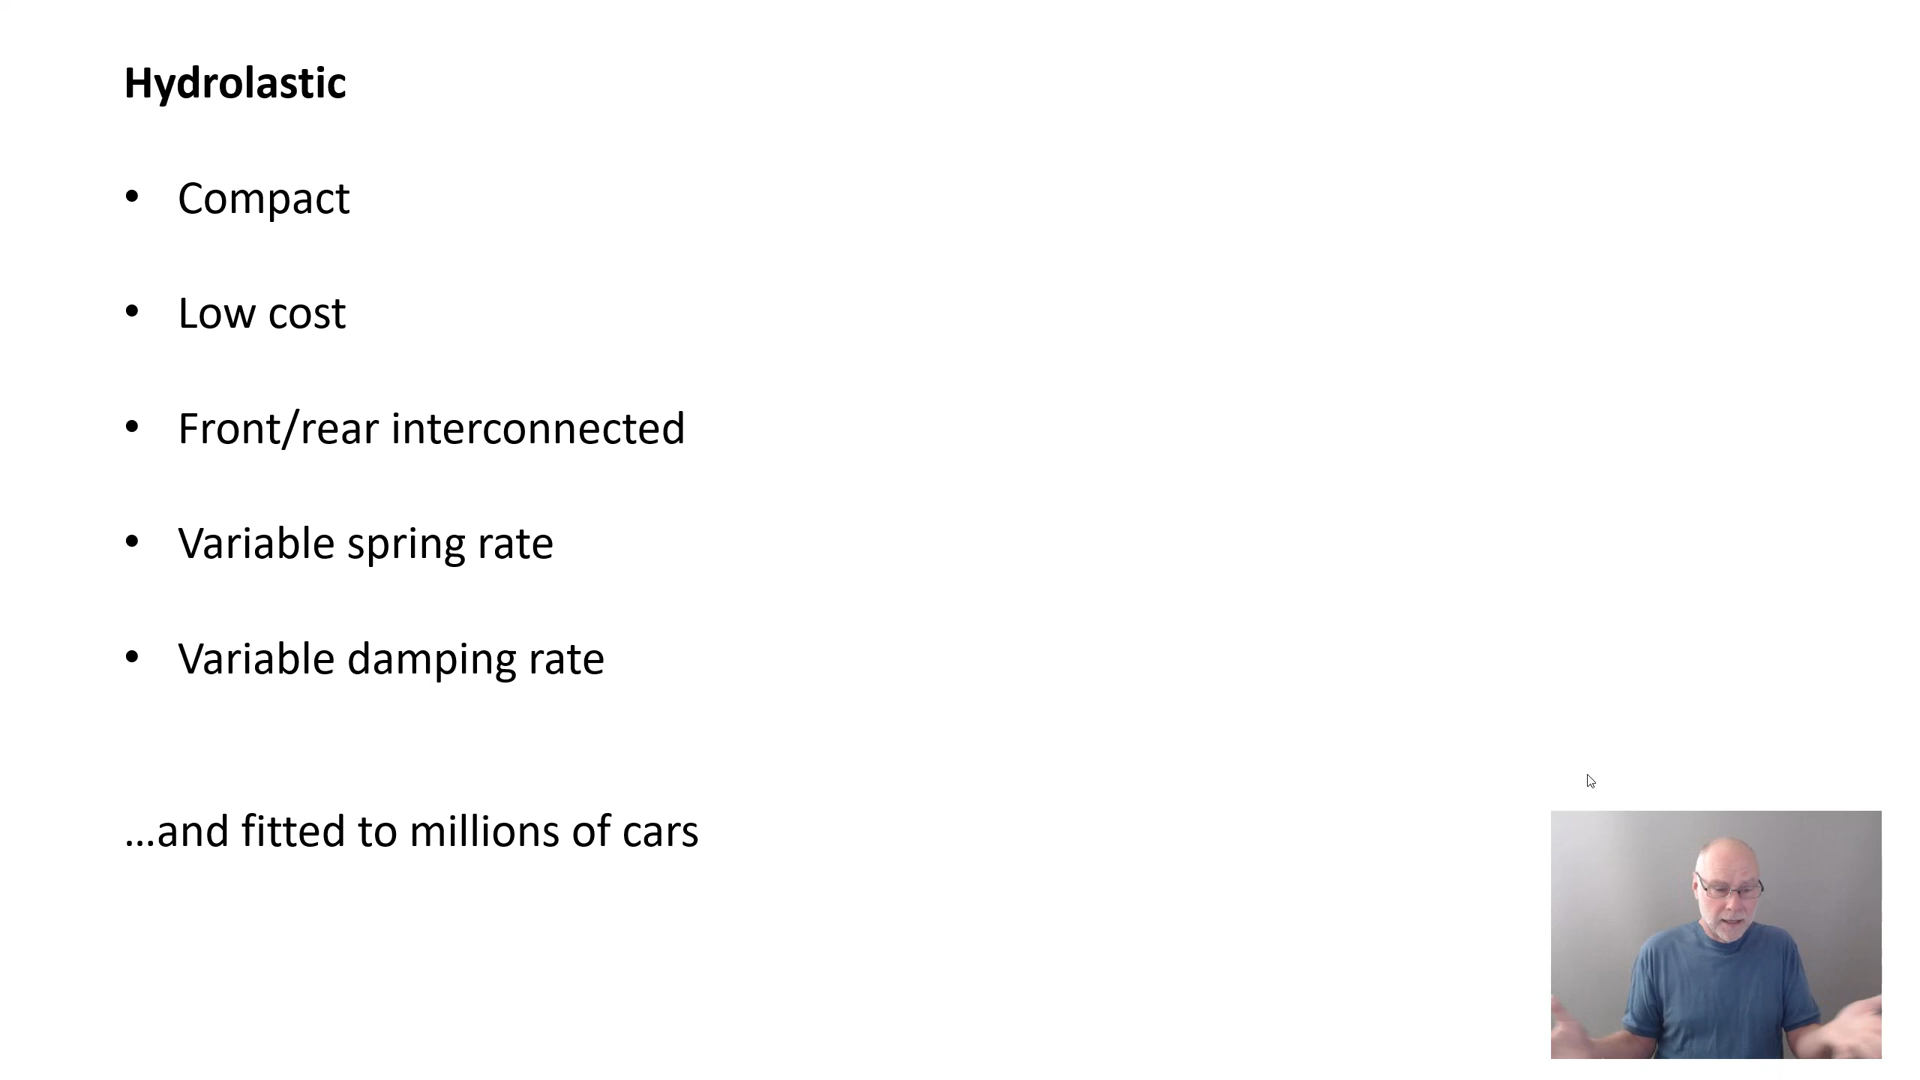 Hydrolastic
• Compact
• Low cost
• Front/rear interconnected
• Variable spring rate
• Variable damping rate
…and fitted to millions of cars